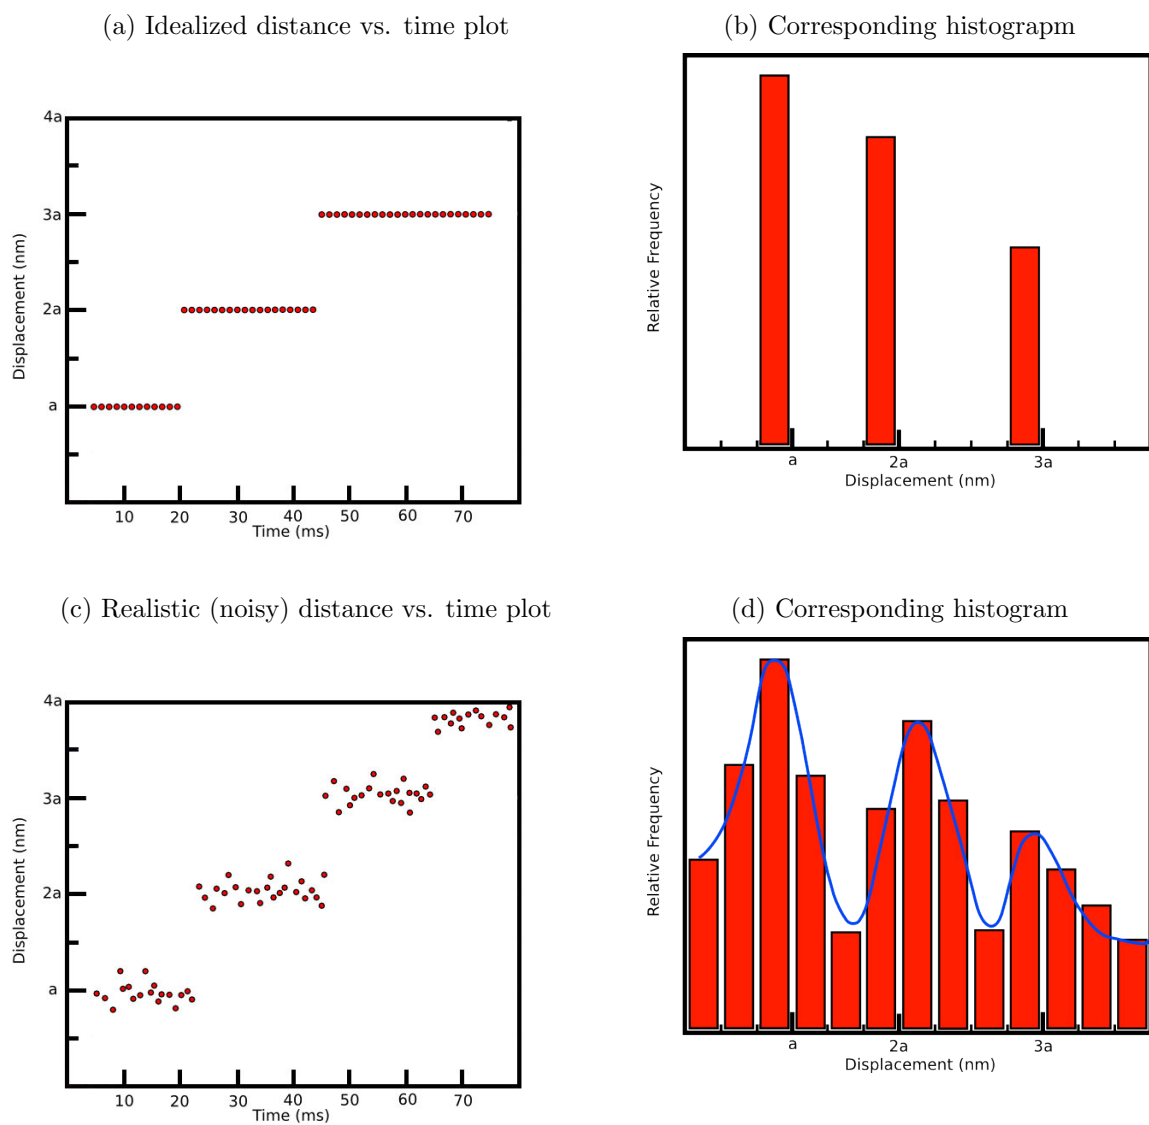 (a) Idealized distance vs. time plot
(b) Corresponding histograpm
4a
3a
2a
a
Displacement (nm)
10 20 30 40 50 60 70
Time (ms)
Relative Frequency
a 2a 3a
Displacement (nm)
(c) Realistic (noisy) distance vs. time plot
(d) Corresponding histogram
4a
3a
2a
a
Displacement (nm)
10 20 30 40 50 60 70
Time (ms)
Relative Frequency
a 2a 3a
Displacement (nm)